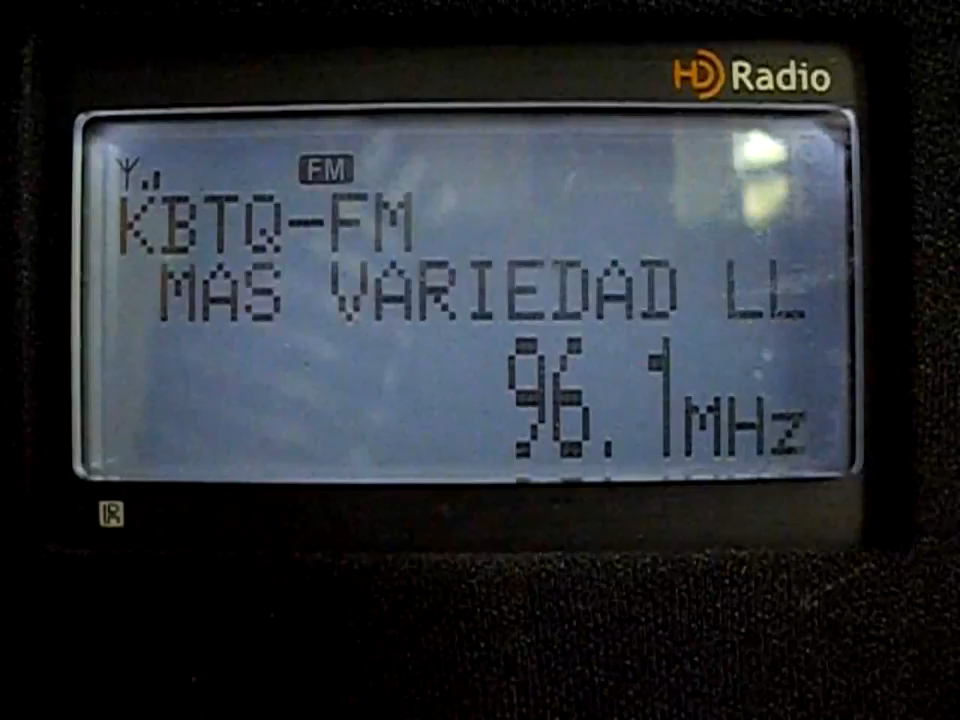 HD Radio
FM
KBTQ-FM
MAS VARIEDAD LL
96.1MHz